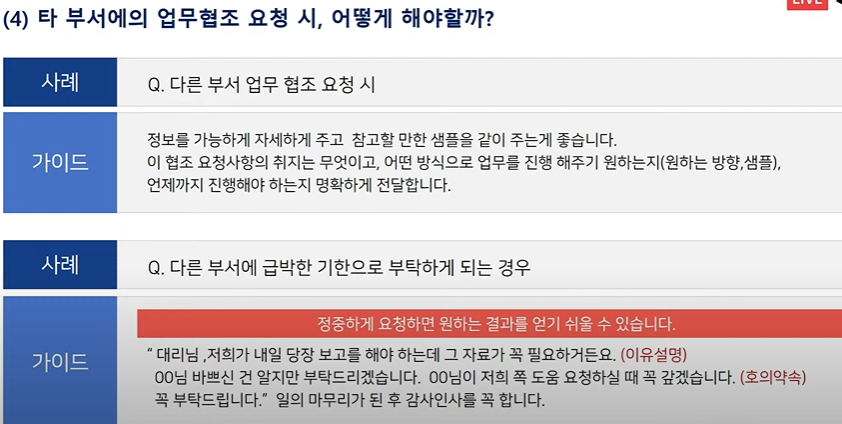 LIVE
(4) 타 부서에의 업무협조 요청 시, 어떻게 해야할까?
사례
Q. 다른 부서 업무 협조 요청 시
가이드
정보를 가능하게 자세하게 주고 참고할 만한 샘플을 같이 주는게 좋습니다.
이 협조 요청사항의 취지는 무엇이고, 어떤 방식으로 업무를 진행 해주기 원하는지(원하는 방향,샘플),
언제까지 진행해야 하는지 명확하게 전달합니다.
사례
Q. 다른 부서에 급박한 기한으로 부탁하게 되는 경우
가이드
정중하게 요청하면 원하는 결과를 얻기 쉬울 수 있습니다.
“ 대리님 ,저희가 내일 당장 보고를 해야 하는데 그 자료가 꼭 필요하거든요. (이유설명)
00님 바쁘신 건 알지만 부탁드리겠습니다. 00님이 저희 쪽 도움 요청하실 때 꼭 갚겠습니다. (호의약속)
꼭 부탁드립니다.” 일의 마무리가 된 후 감사인사를 꼭 합니다.